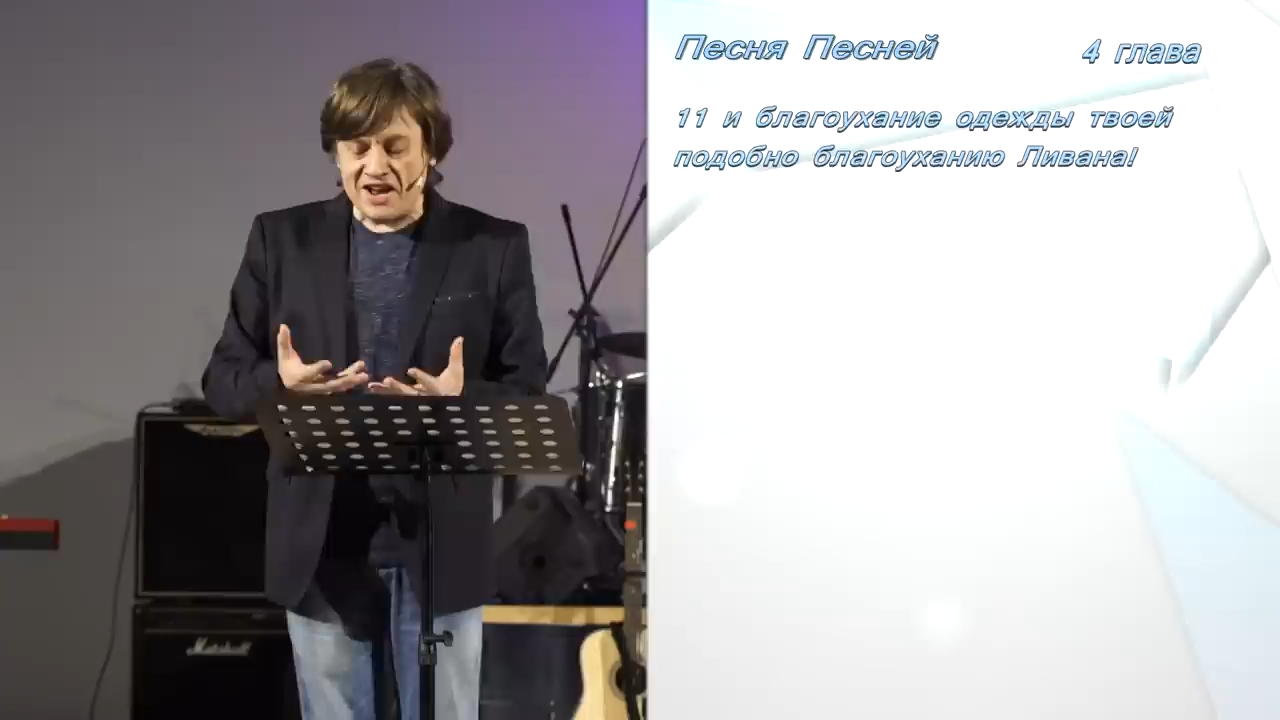 Песня Песней 4 глава
11 и благоухание одежды твоей
подобно благоуханию Ливана!
Marshall